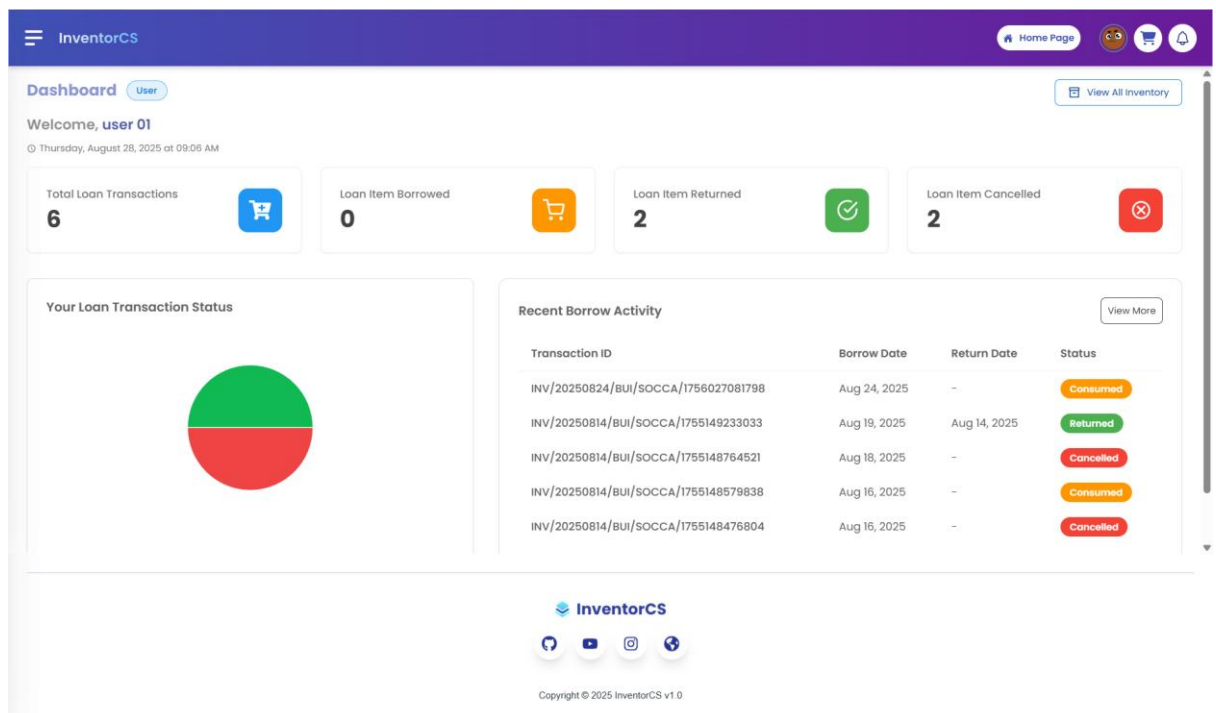 InventorCS
Home Page
Dashboard User
View All Inventory
Welcome, user 01
Thursday, August 28, 2025 at 09:06 AM
Total Loan Transactions
6
Loan Item Borrowed
0
Loan Item Returned
2
Loan Item Cancelled
2
Your Loan Transaction Status
Recent Borrow Activity
View More
Transaction ID Borrow Date Return Date Status
INV/20250824/BUI/SOCCA/1756027081798 Aug 24, 2025 - Consumed
INV/20250814/BUI/SOCCA/1755149233033 Aug 19, 2025 Aug 14, 2025 Returned
INV/20250814/BUI/SOCCA/1755148764521 Aug 18, 2025 - Cancelled
INV/20250814/BUI/SOCCA/1755148579838 Aug 16, 2025 - Consumed
INV/20250814/BUI/SOCCA/1755148476804 Aug 16, 2025 - Cancelled
InventorCS
Copyright © 2025 InventorCS v1.0